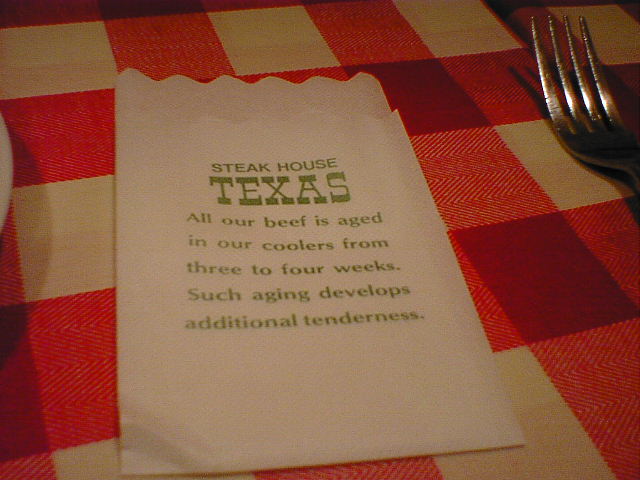 STEAK HOUSE
TEXAS
All our beef is aged
in our coolers from
three to four weeks.
Such aging develops
additional tenderness.